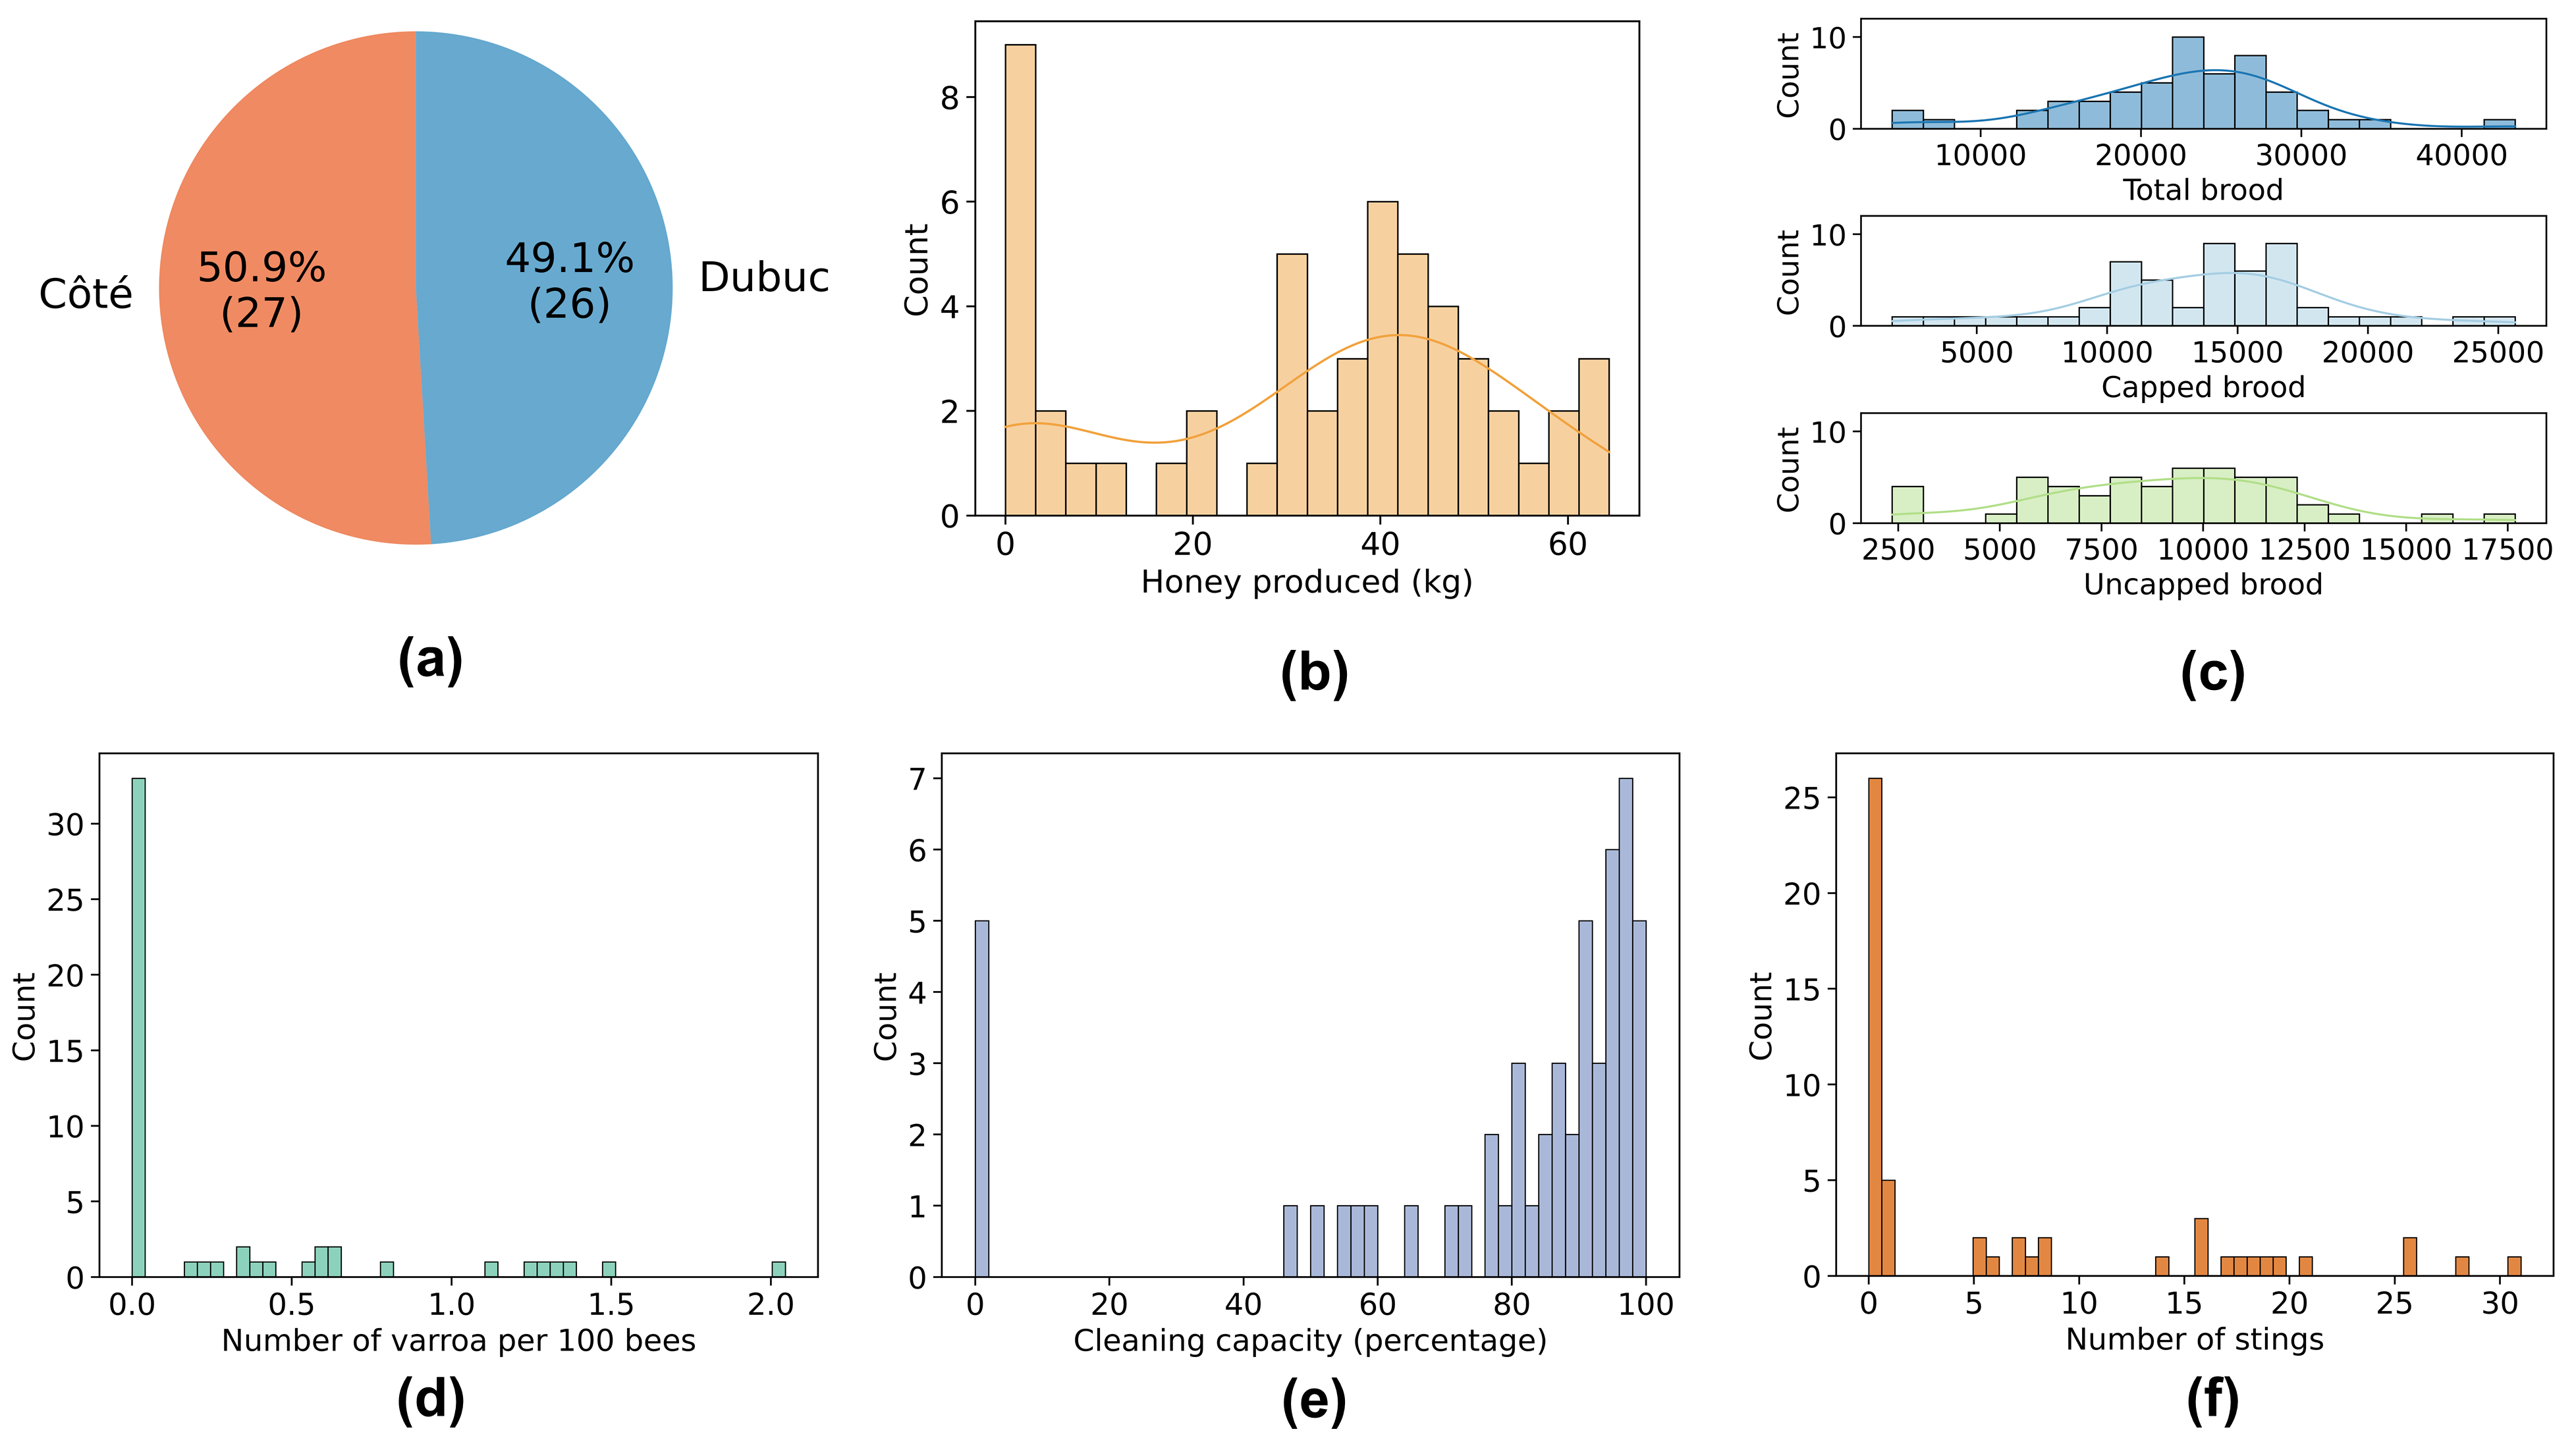 Côté
50.9%
(27)
49.1%
(26)
Dubuc
(a)
Count
8
6
4
2
0
0 20 40 60
Honey produced (kg)
(b)
Count
10
0
10000 20000 30000 40000
Total brood
Count
10
0
5000 10000 15000 20000 25000
Capped brood
Count
10
0
2500 5000 7500 10000 12500 15000 17500
Uncapped brood
(c)
Count
30
25
20
15
10
5
0
0.0 0.5 1.0 1.5 2.0
Number of varroa per 100 bees
(d)
Count
7
6
5
4
3
2
1
0
0 20 40 60 80 100
Cleaning capacity (percentage)
(e)
Count
25
20
15
10
5
0
0 5 10 15 20 25 30
Number of stings
(f)